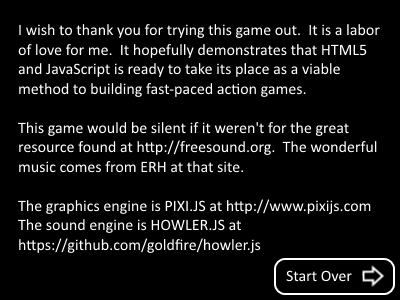 I wish to thank you for trying this game out.  It is a labor
of love for me.  It hopefully demonstrates that HTML5
and JavaScript is ready to take its place as a viable
method to building fast-paced action games.
This game would be silent if it weren't for the great
resource found at http://freesound.org.  The wonderful
music comes from ERH at that site.
The graphics engine is PIXI.JS at http://www.pixijs.com
The sound engine is HOWLER.JS at
https://github.com/goldfire/howler.js
Start Over